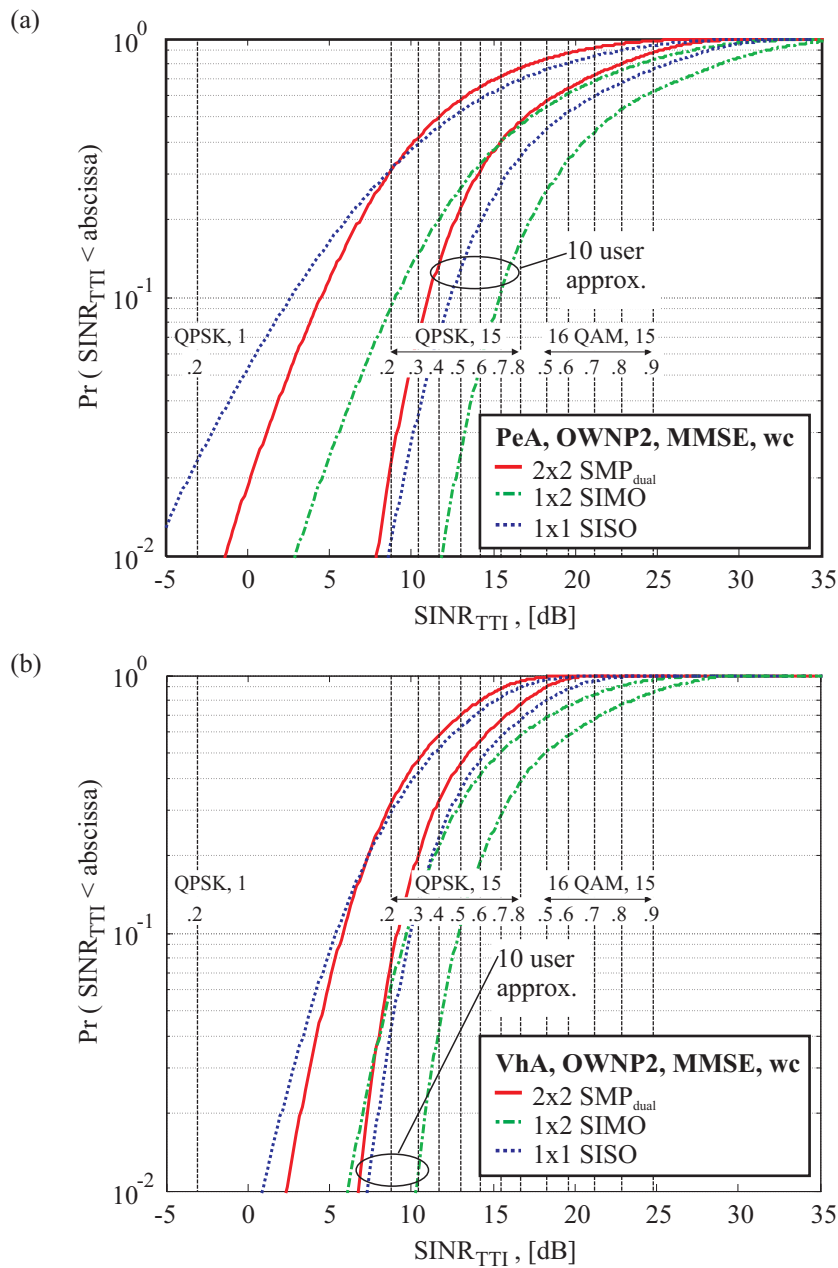 (a)
10^0
10^-1
10^-2
Pr ( SINR_TTI < abscissa)
10 user
approx.
QPSK, 1
QPSK, 15
16 QAM, 15
.2
.2 .3 .4 .5 .6 .7 .8 .5 .6 .7 .8 .9
PeA, OWNP2, MMSE, wc
2x2 SMP_dual
1x2 SIMO
1x1 SISO
-5 0 5 10 15 20 25 30 35
SINR_TTI , [dB]
(b)
10^0
10^-1
10^-2
Pr ( SINR_TTI < abscissa)
QPSK, 1
QPSK, 15
16 QAM, 15
.2
.2 .3 .4 .5 .6 .7 .8 .5 .6 .7 .8 .9
10 user
approx.
VhA, OWNP2, MMSE, wc
2x2 SMP_dual
1x2 SIMO
1x1 SISO
-5 0 5 10 15 20 25 30 35
SINR_TTI , [dB]